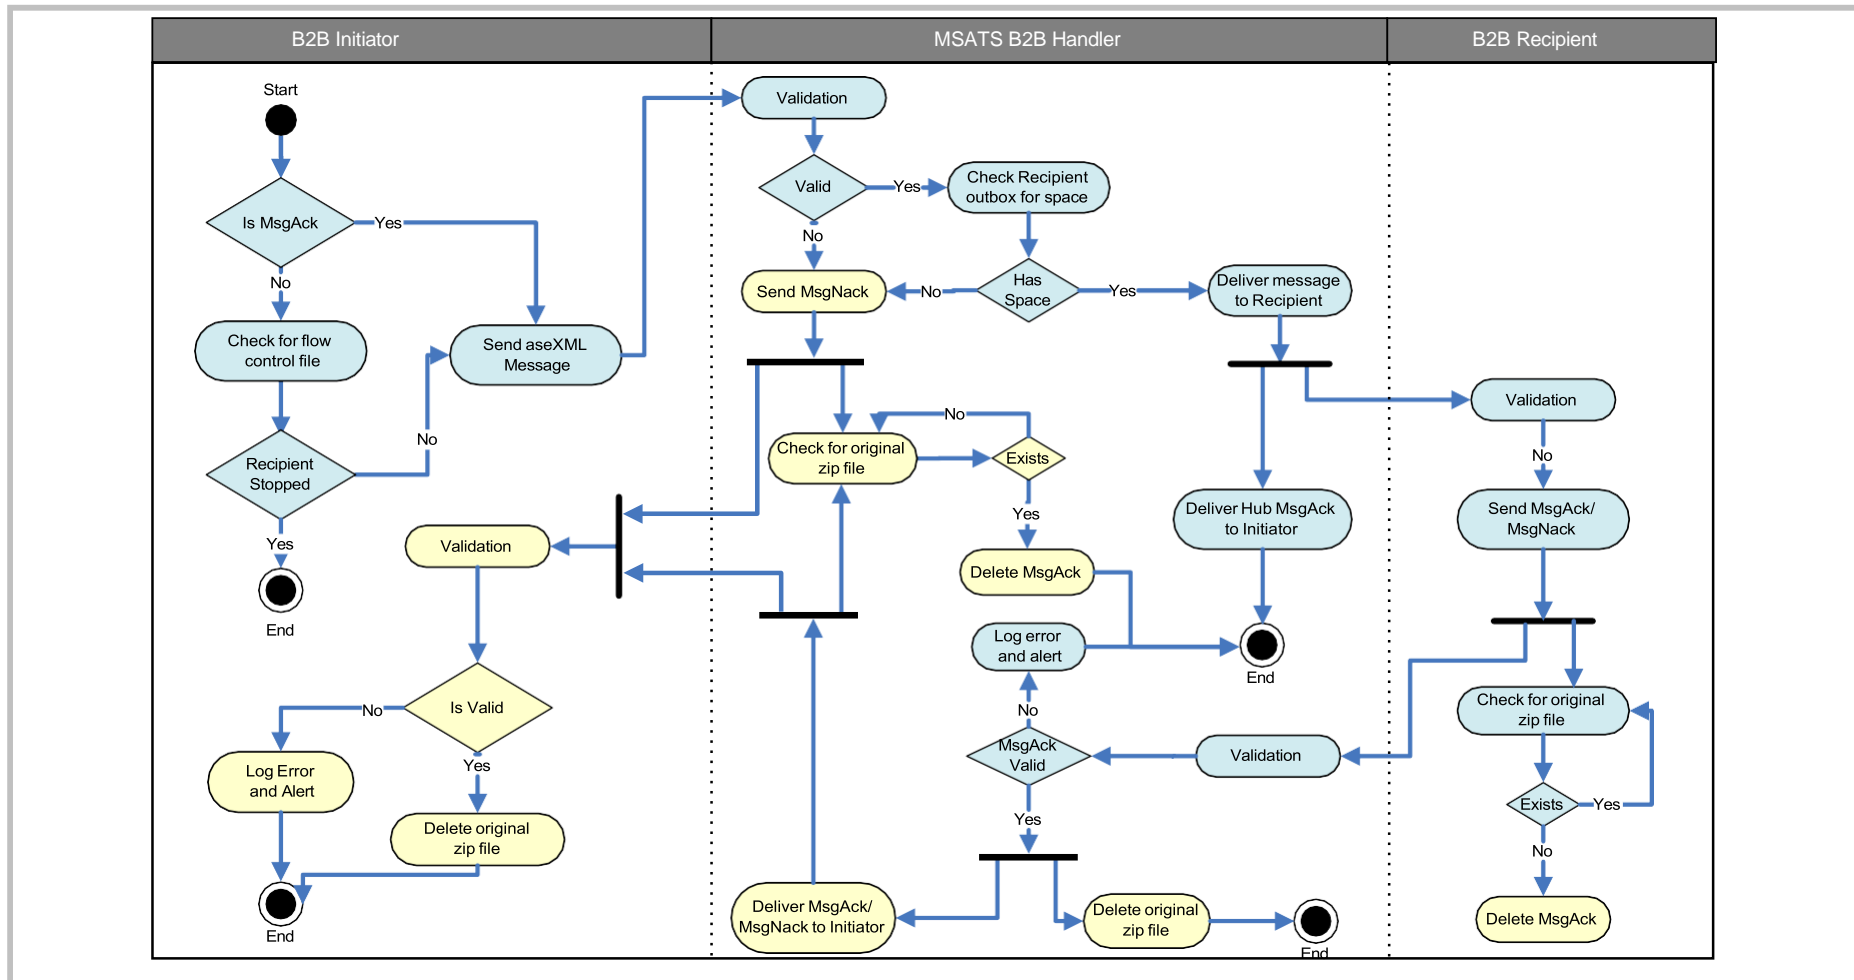 B2B Initiator
MSATS B2B Handler
B2B Recipient
Start
Is MsgAck
Yes
No
Check for flow
control file
Send aseXML
Message
No
Recipient
Stopped
Yes
End
Validation
Is Valid
No
Yes
Log Error
and Alert
Delete original
zip file
End
Validation
Valid
Yes
Check Recipient
outbox for space
No
Send MsgNack
No
Has
Space
Yes
Deliver message
to Recipient
No
Check for original
zip file
Exists
Yes
Delete MsgAck
Deliver Hub MsgAck
to Initiator
Log error
and alert
End
No
MsgAck
Valid
Validation
Yes
Deliver MsgAck/
MsgNack to Initiator
Delete original
zip file
End
Validation
No
Send MsgAck/
MsgNack
Check for original
zip file
Exists
Yes
No
Delete MsgAck